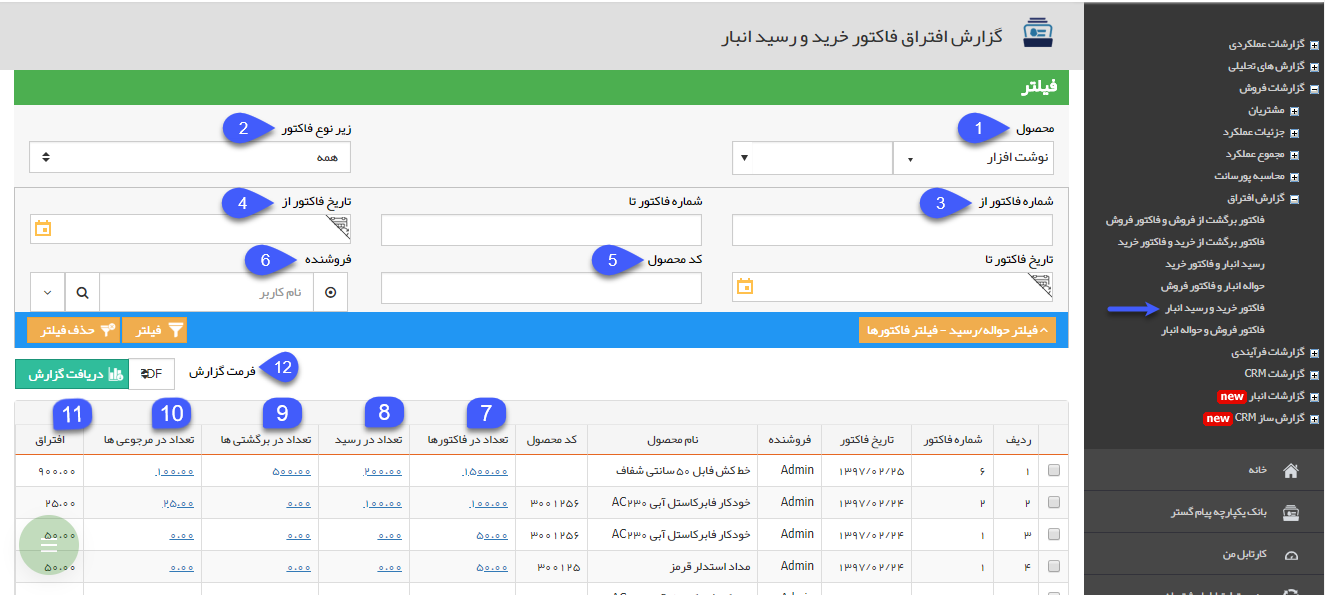 گزارش افتراق فاکتور خرید و رسید انبار
گزارشات عملکردی
گزارش های تحلیلی
گزارشات فروش
مشتریان
جزئیات عملکرد
مجموع عملکرد
محاسبه پورسانت
گزارش افتراق
فاکتور برگشت از فروش و فاکتور فروش
فاکتور برگشت از خرید و فاکتور خرید
رسید انبار و فاکتور خرید
حواله انبار و فاکتور فروش
فاکتور خرید و رسید انبار
فاکتور فروش و حواله انبار
گزارشات فرآیندی
گزارشات CRM
گزارشات انبار new
گزارش ساز CRM new
خانه
بانک یکپارچه پیام گستر
کارتابل من
فیلتر
محصول 1 زیر نوع فاکتور 2
نوشت افزار همه
شماره فاکتور از 3 شماره فاکتور تا تاریخ فاکتور از 4
تاریخ فاکتور تا کد محصول 5 فروشنده 6
نام کاربر
فیلتر حواله/رسید - فیلتر فاکتورها فیلتر حذف فیلتر
12 فرمت گزارش PDF دریافت گزارش
7 8 9 10 11
ردیف شماره فاکتور تاریخ فاکتور فروشنده نام محصول کد محصول تعداد در فاکتورها تعداد در رسید تعداد در برگشتی ها تعداد در مرجوعی ها افتراق
۱ ۶ ۱۳۹۷/۰۲/۲۵ Admin خط کش فابل ۵۰ سانتی شفاف ۱۵۰۰.۰۰ ۲۰۰.۰۰ ۵۰۰.۰۰ ۱۰۰.۰۰ ۹۰۰.۰۰
۲ ۲ ۱۳۹۷/۰۲/۲۴ Admin خودکار فابرکاستل آبی AC۲۳۰ ۳۰۰۱۲۵۶ ۱۰۰.۰۰ ۱۰۰.۰۰ ۰.۰۰ ۲۵.۰۰ ۲۵.۰۰
۳ ۱ ۱۳۹۷/۰۲/۲۴ Admin خودکار فابرکاستل آبی AC۲۳۰ ۳۰۰۱۲۵۶ ۵۰.۰۰ ۰.۰۰ ۰.۰۰ ۰.۰۰ ۵۰.۰۰
۴ ۱ ۱۳۹۷/۰۲/۲۴ Admin مداد استدلر قرمز ۳۰۰۱۲۵ ۵۰.۰۰ ۰.۰۰ ۰.۰۰ ۰.۰۰ ۵۰.۰۰